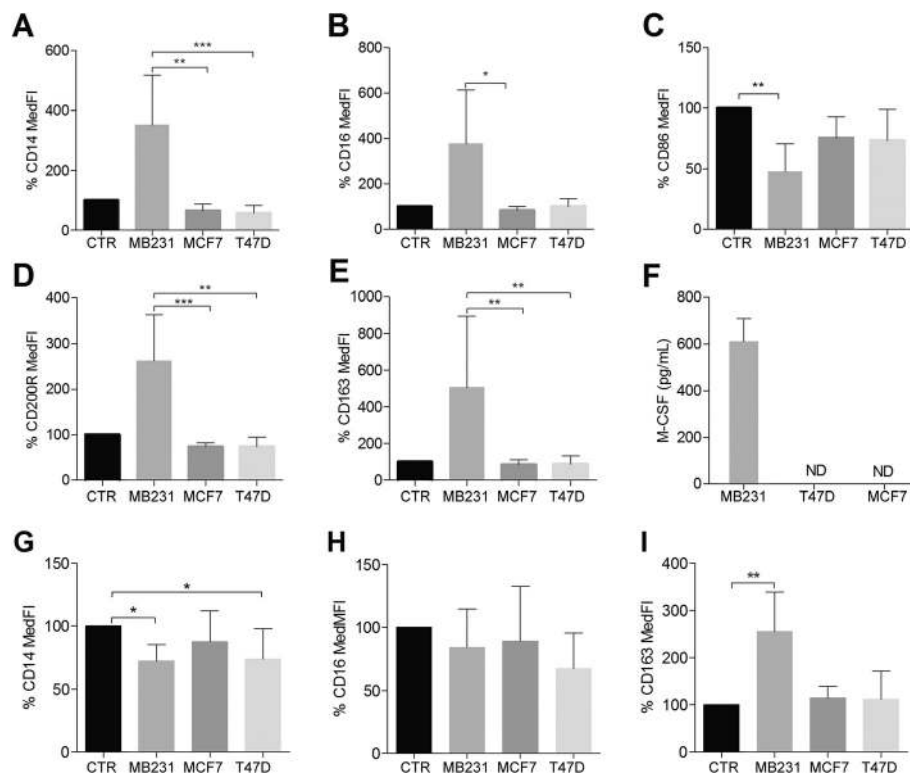 A
% CD14 MedFI
600
400
200
0
***
**
CTR MB231 MCF7 T47D
B
% CD16 MedFI
800
600
400
200
0
*
CTR MB231 MCF7 T47D
C
% CD86 MedFI
150
100
50
0
**
CTR MB231 MCF7 T47D
D
% CD200R MedFI
400
300
200
100
0
**
***
CTR MB231 MCF7 T47D
E
% CD163 MedFI
1000
800
600
400
200
0
**
**
CTR MB231 MCF7 T47D
F
M-CSF (pg/mL)
800
600
400
200
0
ND ND
MB231 T47D MCF7
G
% CD14 MedFI
150
100
50
0
*
*
CTR MB231 MCF7 T47D
H
% CD16 MedMFI
150
100
50
0
CTR MB231 MCF7 T47D
I
% CD163 MedFI
400
300
200
100
0
**
CTR MB231 MCF7 T47D